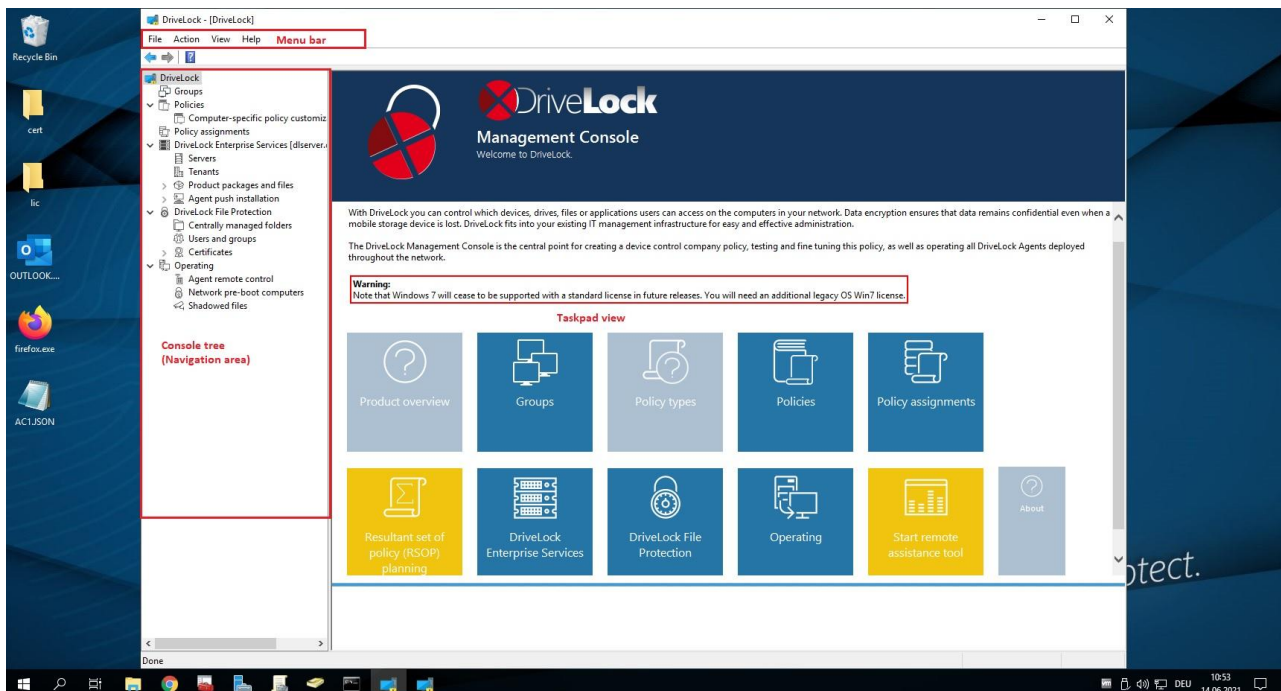 Recycle Bin
cert
lic
OUTLOOK....
firefox.exe
AC1.JSON
DriveLock - [DriveLock]
File Action View Help Menu bar
DriveLock
Groups
Policies
Computer-specific policy customiz
Policy assignments
DriveLock Enterprise Services [dlserver.
Servers
Tenants
Product packages and files
Agent push installation
DriveLock File Protection
Centrally managed folders
Users and groups
Certificates
Operating
Agent remote control
Network pre-boot computers
Shadowed files
Console tree
(Navigation area)
DriveLock
Management Console
Welcome to DriveLock.
With DriveLock you can control which devices, drives, files or applications users can access on the computers in your network. Data encryption ensures that data remains confidential even when a
mobile storage device is lost. DriveLock fits into your existing IT management infrastructure for easy and effective administration.
The DriveLock Management Console is the central point for creating a device control company policy, testing and fine tuning this policy, as well as operating all DriveLock Agents deployed
throughout the network.
Warning:
Note that Windows 7 will cease to be supported with a standard license in future releases. You will need an additional legacy OS Win7 license.
Taskpad view
Product overview
Groups
Policy types
Policies
Policy assignments
Resultant set of
policy (RSOP)
planning
DriveLock
Enterprise Services
DriveLock File
Protection
Operating
Start remote
assistance tool
About
otect.
Done
DEU
10:53
14.06.2021